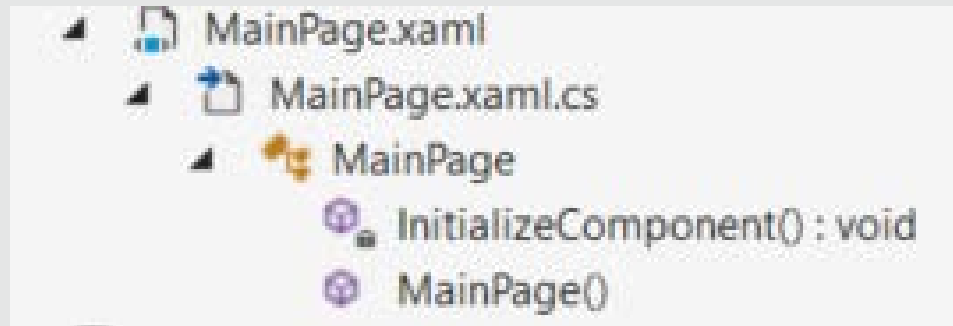 MainPage.xaml
MainPage.xaml.cs
MainPage
InitializeComponent() : void
MainPage()